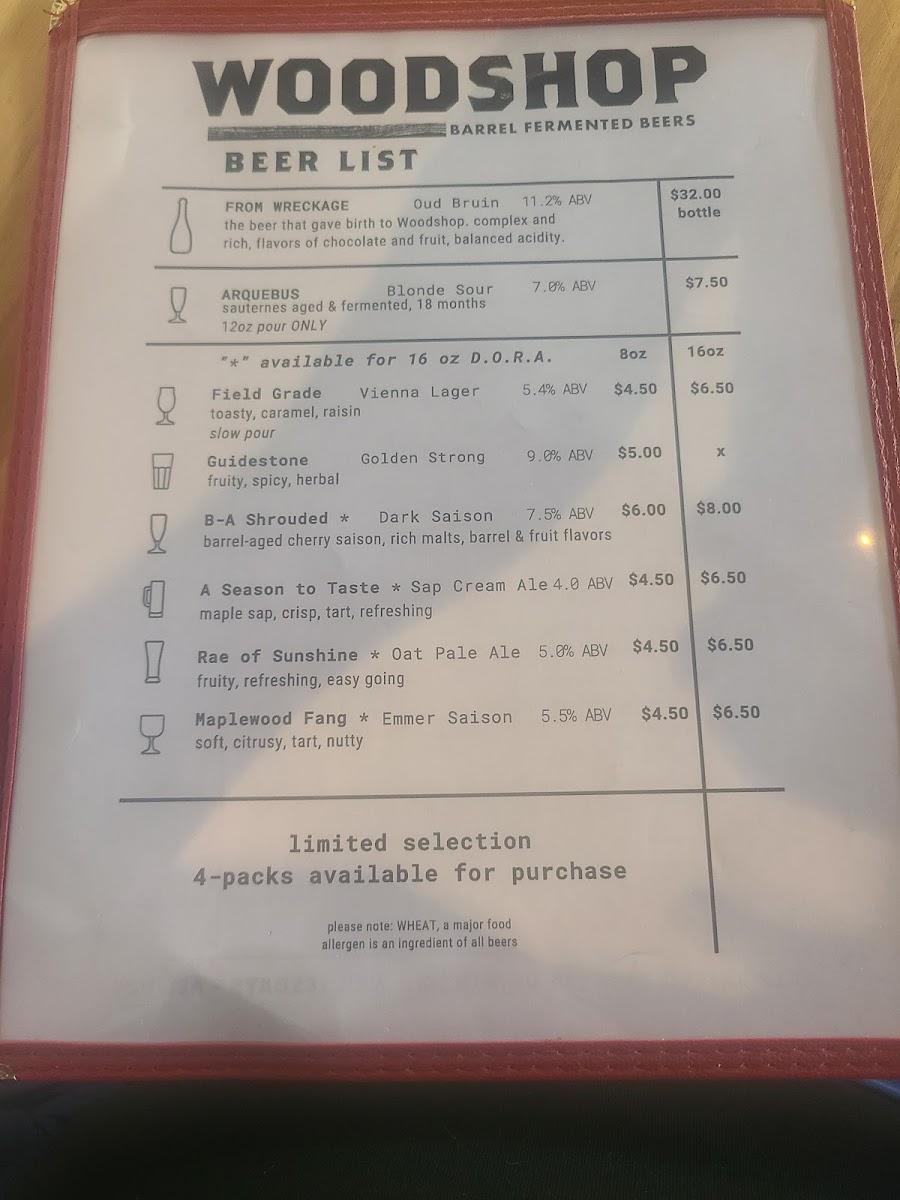 WOODSHOP
BARREL FERMENTED BEERS
BEER LIST
FROM WRECKAGE Oud Bruin 11.2% ABV $32.00
the beer that gave birth to Woodshop. complex and bottle
rich, flavors of chocolate and fruit, balanced acidity.
ARQUEBUS Blonde Sour 7.0% ABV $7.50
sauternes aged & fermented, 18 months
12oz pour ONLY
"*" available for 16 oz D.O.R.A. 8oz 16oz
Field Grade Vienna Lager 5.4% ABV $4.50 $6.50
toasty, caramel, raisin
slow pour
Guidestone Golden Strong 9.0% ABV $5.00 x
fruity, spicy, herbal
B-A Shrouded * Dark Saison 7.5% ABV $6.00 $8.00
barrel-aged cherry saison, rich malts, barrel & fruit flavors
A Season to Taste * Sap Cream Ale 4.0 ABV $4.50 $6.50
maple sap, crisp, tart, refreshing
Rae of Sunshine * Oat Pale Ale 5.0% ABV $4.50 $6.50
fruity, refreshing, easy going
Maplewood Fang * Emmer Saison 5.5% ABV $4.50 $6.50
soft, citrusy, tart, nutty
limited selection
4-packs available for purchase
please note: WHEAT, a major food
allergen is an ingredient of all beers